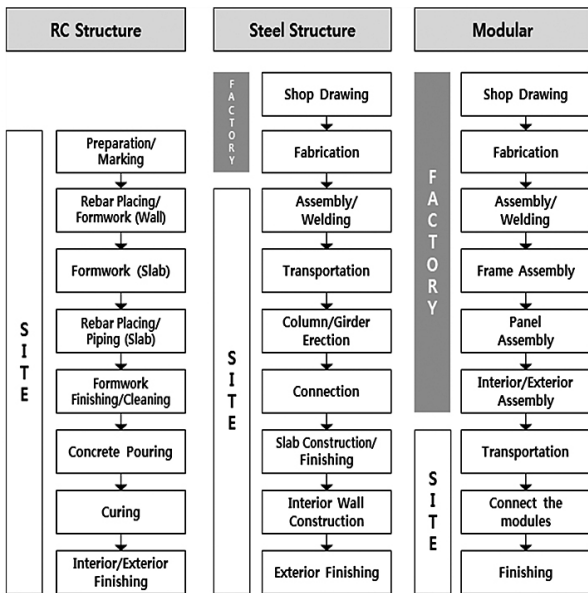 RC Structure
Preparation/
Marking
Rebar Placing/
Formwork (Wall)
Formwork (Slab)
Rebar Placing/
Piping (Slab)
Formwork
Finishing/Cleaning
Concrete Pouring
Curing
Interior/Exterior
Finishing
SITE
Steel Structure
FACTORY
Shop Drawing
Fabrication
SITE
Assembly/
Welding
Transportation
Column/Girder
Erection
Connection
Slab Construction/
Finishing
Interior Wall
Construction
Exterior Finishing
Modular
FACTORY
Shop Drawing
Fabrication
Assembly/
Welding
Frame Assembly
Panel
Assembly
Interior/Exterior
Assembly
SITE
Transportation
Connect the
modules
Finishing